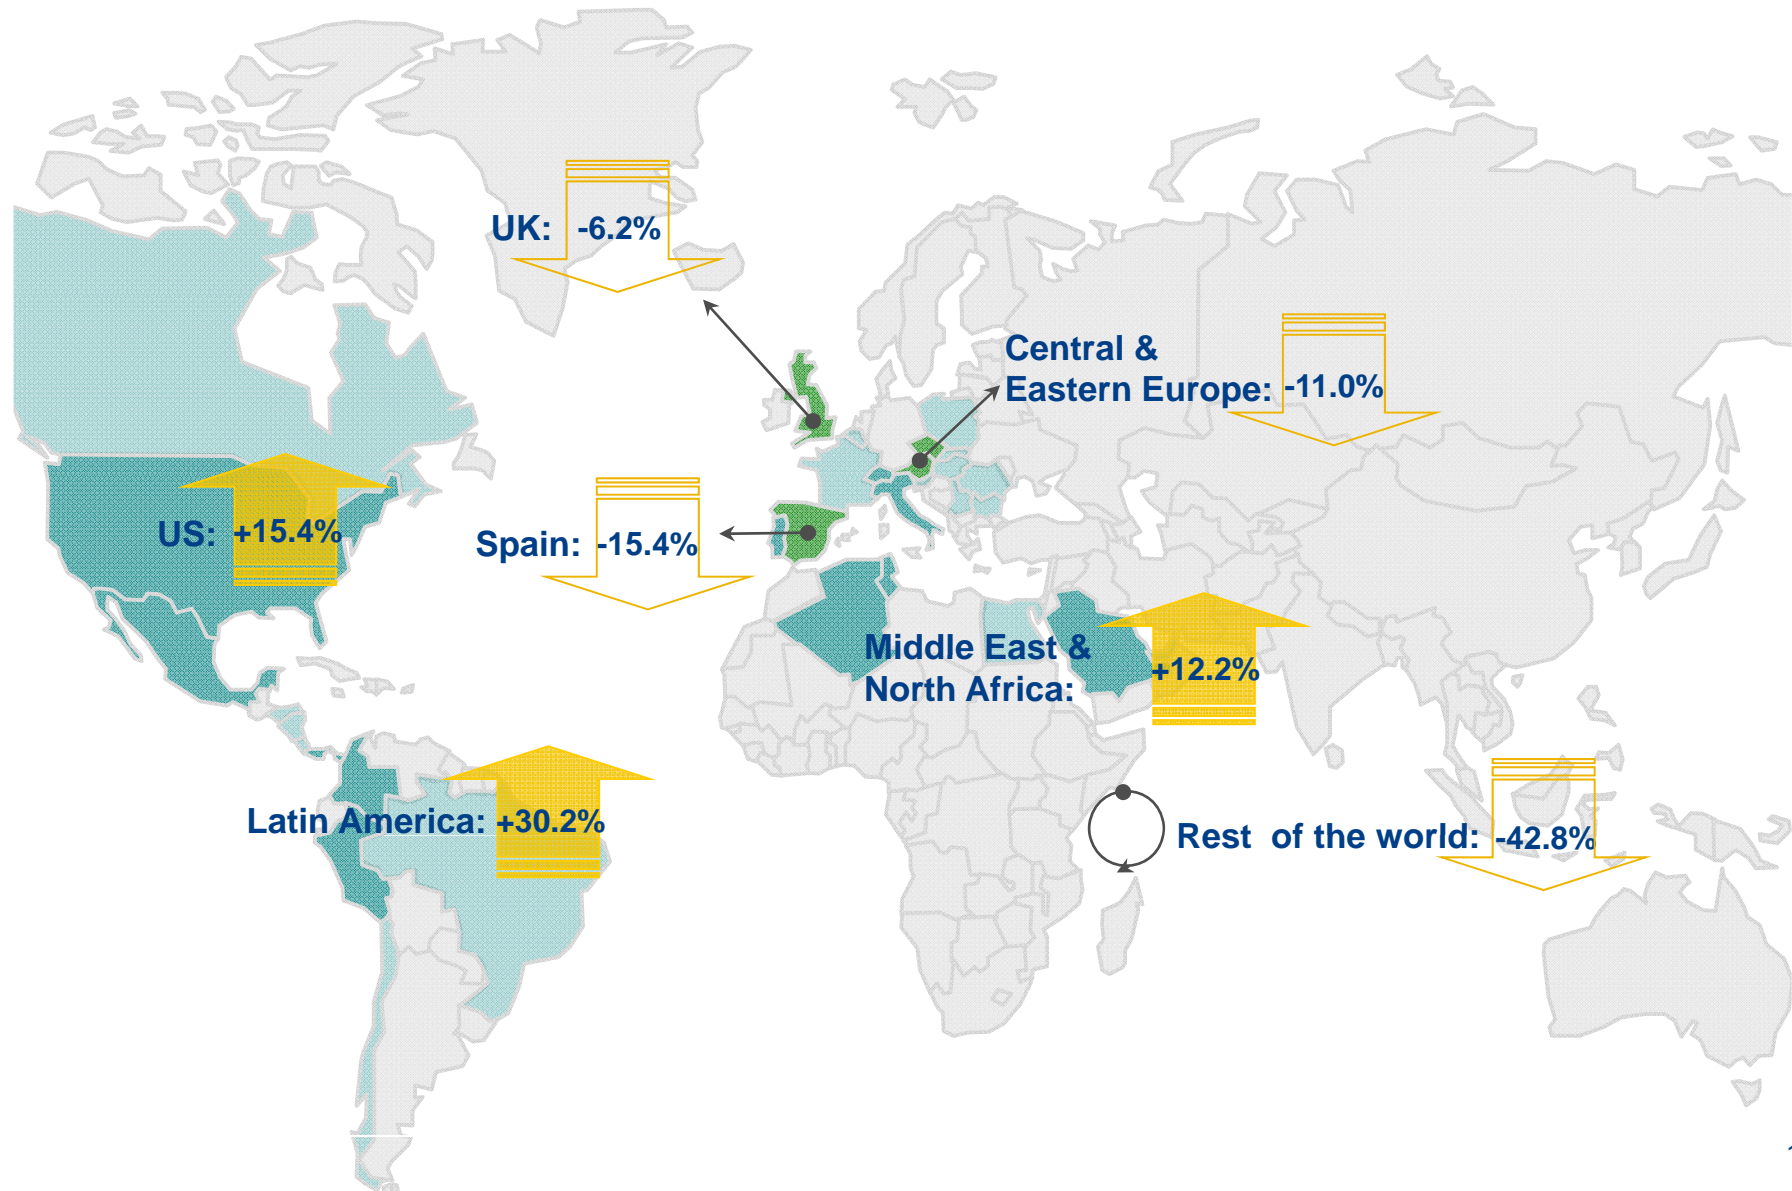 UK: -6.2%
Central &
Eastern Europe: -11.0%
US: +15.4%
Spain: -15.4%
Middle East &
North Africa: +12.2%
Latin America: +30.2%
Rest of the world: -42.8%